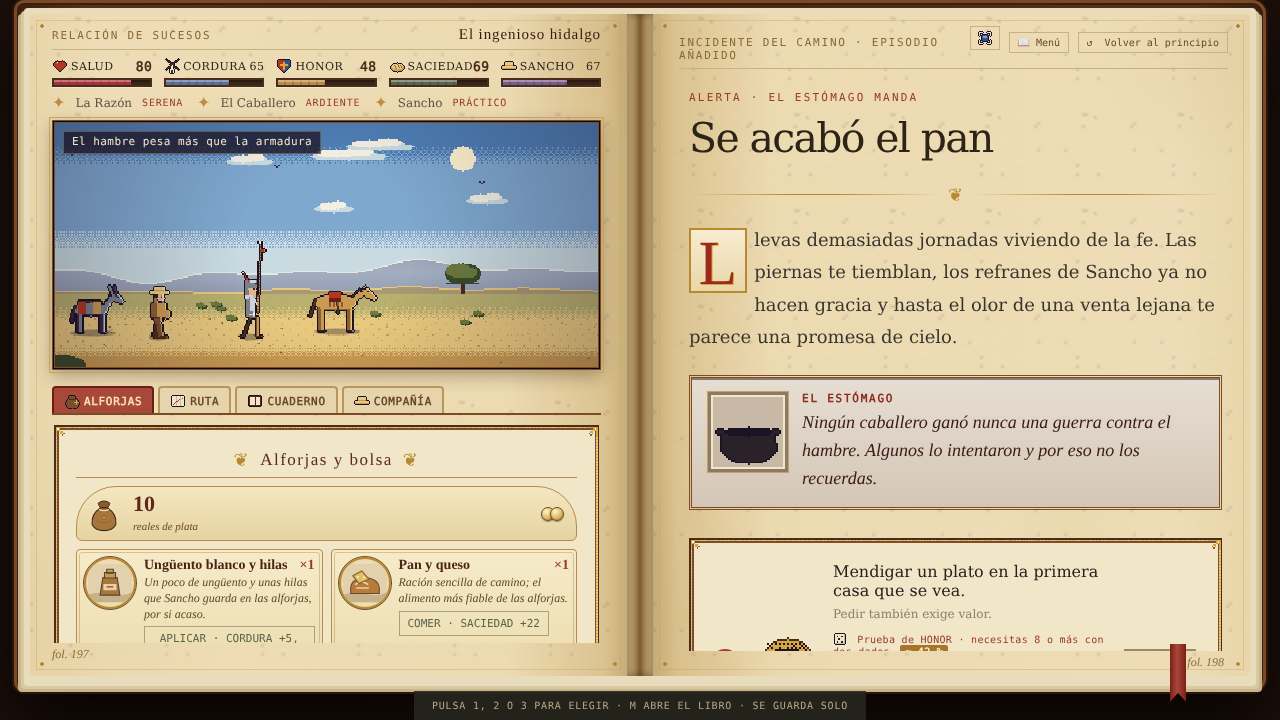 RELACIÓN DE SUCESOS
El ingenioso hidalgo
SALUD 80
CORDURA 65
HONOR 48
SACIEDAD 69
SANCHO 67
La Razón SERENA
El Caballero ARDIENTE
Sancho PRÁCTICO
El hambre pesa más que la armadura
ALFORJAS
RUTA
CUADERNO
COMPAÑÍA
Alforjas y bolsa
10
reales de plata
Ungüento blanco y hilas ×1
Un poco de ungüento y unas hilas
que Sancho guarda en las alforjas,
por si acaso.
APLICAR · CORDURA +5,
Pan y queso ×1
Ración sencilla de camino; el
alimento más fiable de las alforjas.
COMER · SACIEDAD +22
fol. 197
INCIDENTE DEL CAMINO · EPISODIO
AÑADIDO
Menú
↺ Volver al principio
ALERTA · EL ESTÓMAGO MANDA
Se acabó el pan
Llevas demasiadas jornadas viviendo de la fe. Las
piernas te tiemblan, los refranes de Sancho ya no
hacen gracia y hasta el olor de una venta lejana te
parece una promesa de cielo.
EL ESTÓMAGO
Ningún caballero ganó nunca una guerra contra el
hambre. Algunos lo intentaron y por eso no los
recuerdas.
Mendigar un plato en la primera
casa que se vea.
Pedir también exige valor.
Prueba de HONOR · necesitas 8 o más con
dos dados
fol. 198
PULSA 1, 2 O 3 PARA ELEGIR · M ABRE EL LIBRO · SE GUARDA SOLO